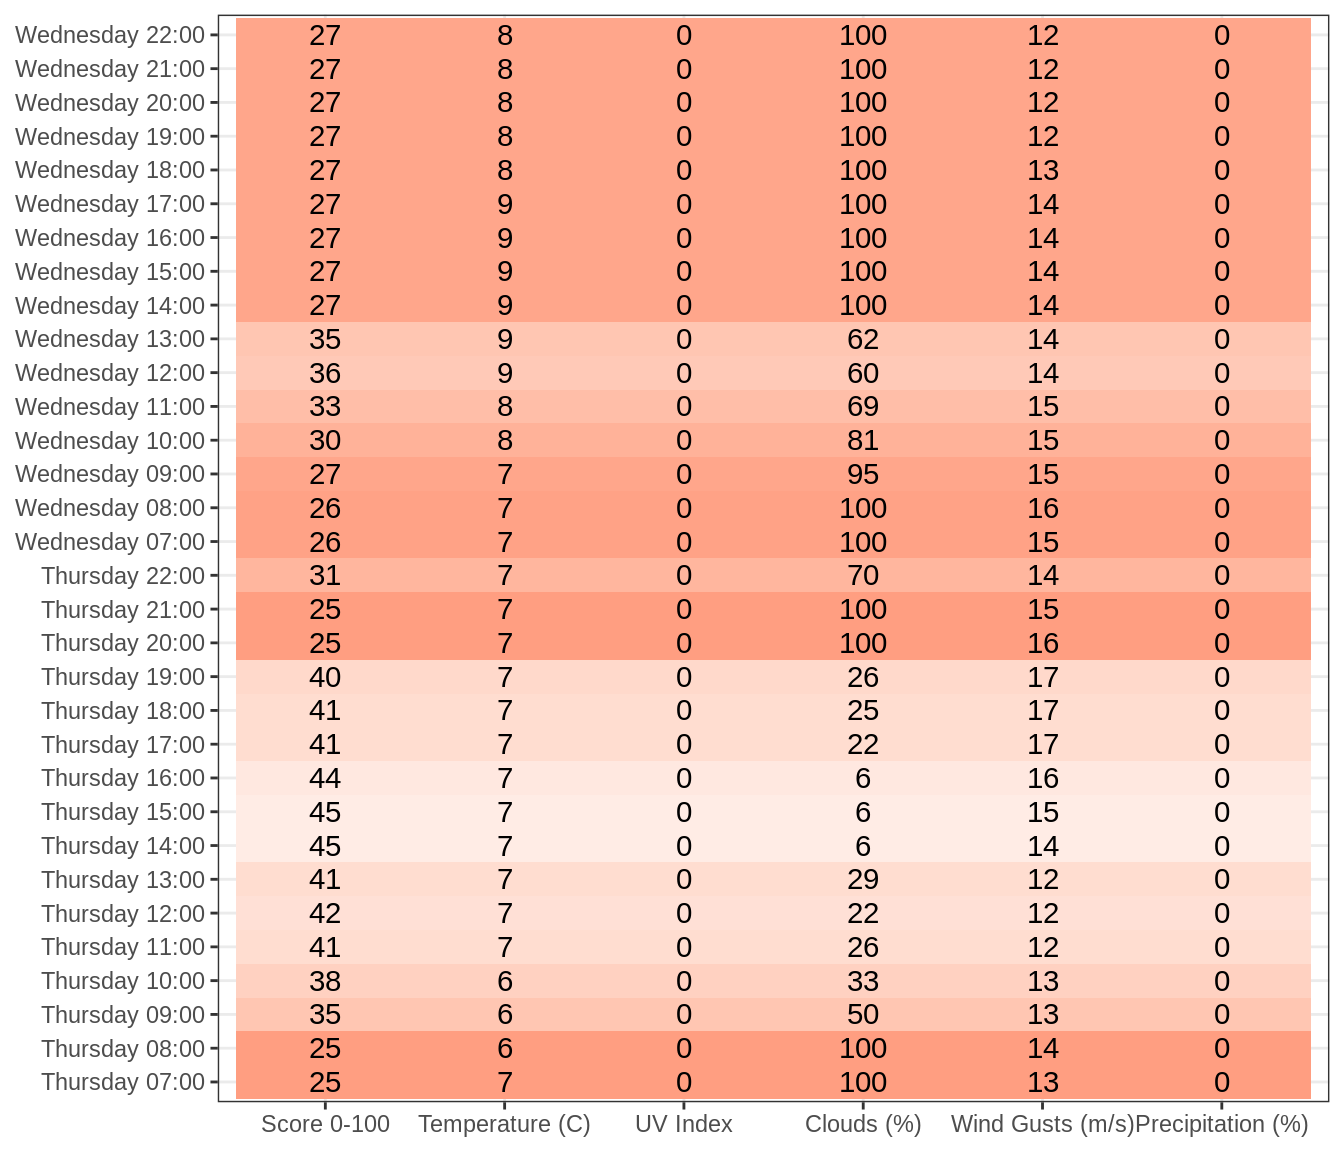 Wednesday 22:00 27 8 0 100 12 0
Wednesday 21:00 27 8 0 100 12 0
Wednesday 20:00 27 8 0 100 12 0
Wednesday 19:00 27 8 0 100 12 0
Wednesday 18:00 27 8 0 100 13 0
Wednesday 17:00 27 9 0 100 14 0
Wednesday 16:00 27 9 0 100 14 0
Wednesday 15:00 27 9 0 100 14 0
Wednesday 14:00 27 9 0 100 14 0
Wednesday 13:00 35 9 0 62 14 0
Wednesday 12:00 36 9 0 60 14 0
Wednesday 11:00 33 8 0 69 15 0
Wednesday 10:00 30 8 0 81 15 0
Wednesday 09:00 27 7 0 95 15 0
Wednesday 08:00 26 7 0 100 16 0
Wednesday 07:00 26 7 0 100 15 0
Thursday 22:00 31 7 0 70 14 0
Thursday 21:00 25 7 0 100 15 0
Thursday 20:00 25 7 0 100 16 0
Thursday 19:00 40 7 0 26 17 0
Thursday 18:00 41 7 0 25 17 0
Thursday 17:00 41 7 0 22 17 0
Thursday 16:00 44 7 0 6 16 0
Thursday 15:00 45 7 0 6 15 0
Thursday 14:00 45 7 0 6 14 0
Thursday 13:00 41 7 0 29 12 0
Thursday 12:00 42 7 0 22 12 0
Thursday 11:00 41 7 0 26 12 0
Thursday 10:00 38 6 0 33 13 0
Thursday 09:00 35 6 0 50 13 0
Thursday 08:00 25 6 0 100 14 0
Thursday 07:00 25 7 0 100 13 0
Score 0-100 Temperature (C) UV Index Clouds (%) Wind Gusts (m/s) Precipitation (%)